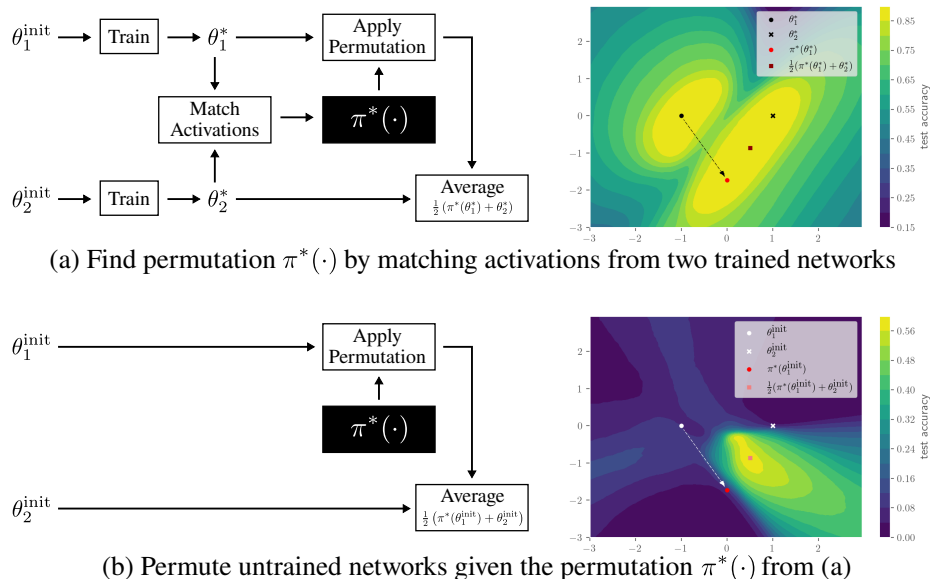 θ₁^init Train θ₁* Apply Permutation
Match Activations π*(·)
θ₂^init Train θ₂* Average
½(π*(θ₁*) + θ₂*)
θ₁*
θ₂*
π*(θ₁*)
½(π*(θ₁*) + θ₂*)
2
1
0
−1
−2
−3
−3 −2 −1 0 1 2
0.85
0.75
0.65
0.55
0.45
0.35
0.25
0.15
test accuracy
(a) Find permutation π*(·) by matching activations from two trained networks
θ₁^init Apply Permutation
π*(·)
θ₂^init Average
½(π*(θ₁^init) + θ₂^init)
θ₁^init
θ₂^init
π*(θ₁^init)
½(π*(θ₁^init) + θ₂^init)
2
1
0
−1
−2
−3
−3 −2 −1 0 1 2
0.56
0.48
0.40
0.32
0.24
0.16
0.08
0.00
test accuracy
(b) Permute untrained networks given the permutation π*(·) from (a)